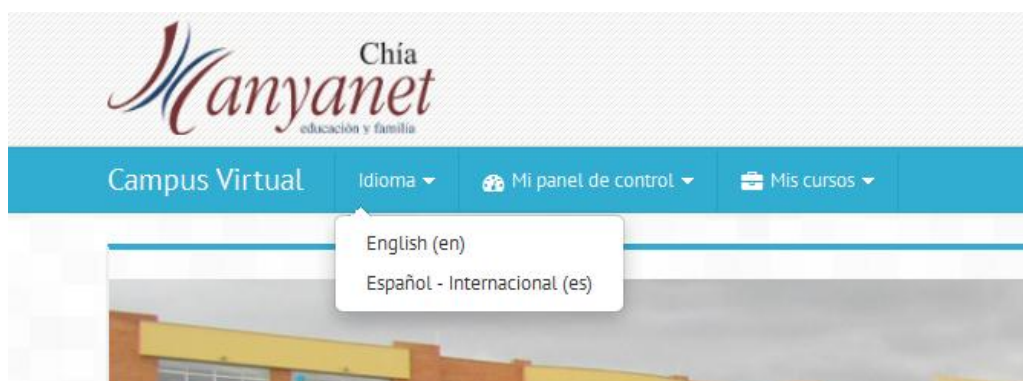 Chía
Manyanet
educación y familia
Campus Virtual Idioma Mi panel de control Mis cursos
English (en)
Español - Internacional (es)